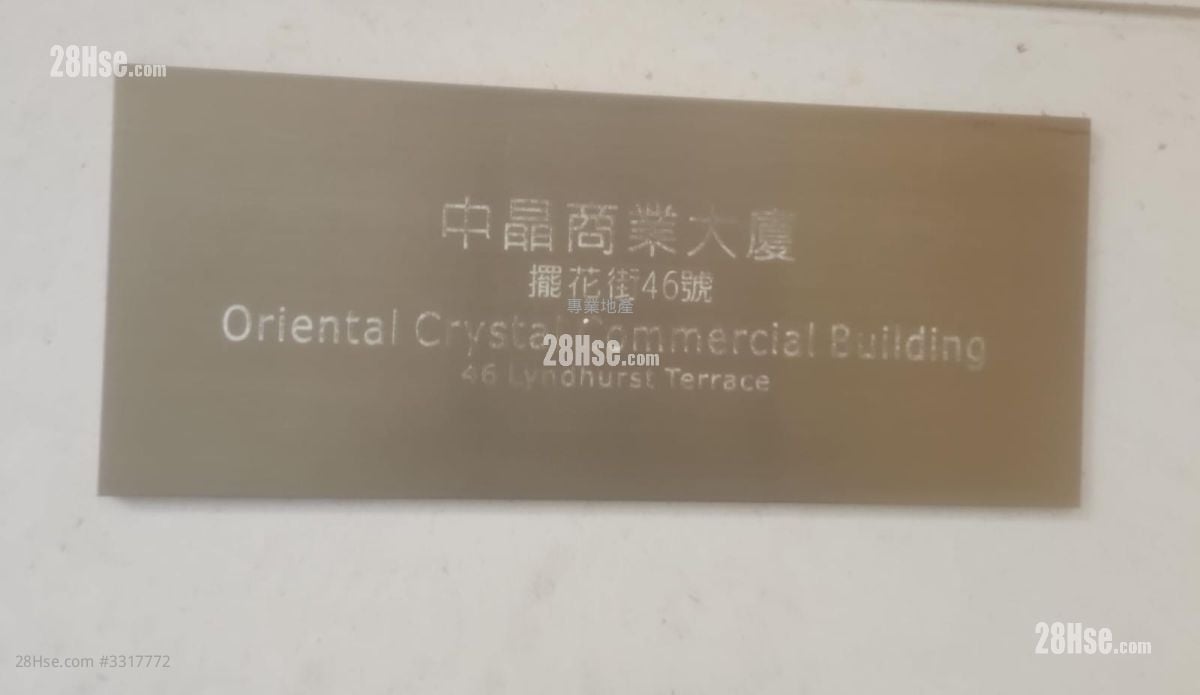 28Hse.com
中晶商業大廈
擺花街46號
專業地產
Oriental Crystal Commercial Building
28Hse.com
46 Lyndhurst Terrace
28Hse.com
28Hse.com #3317772